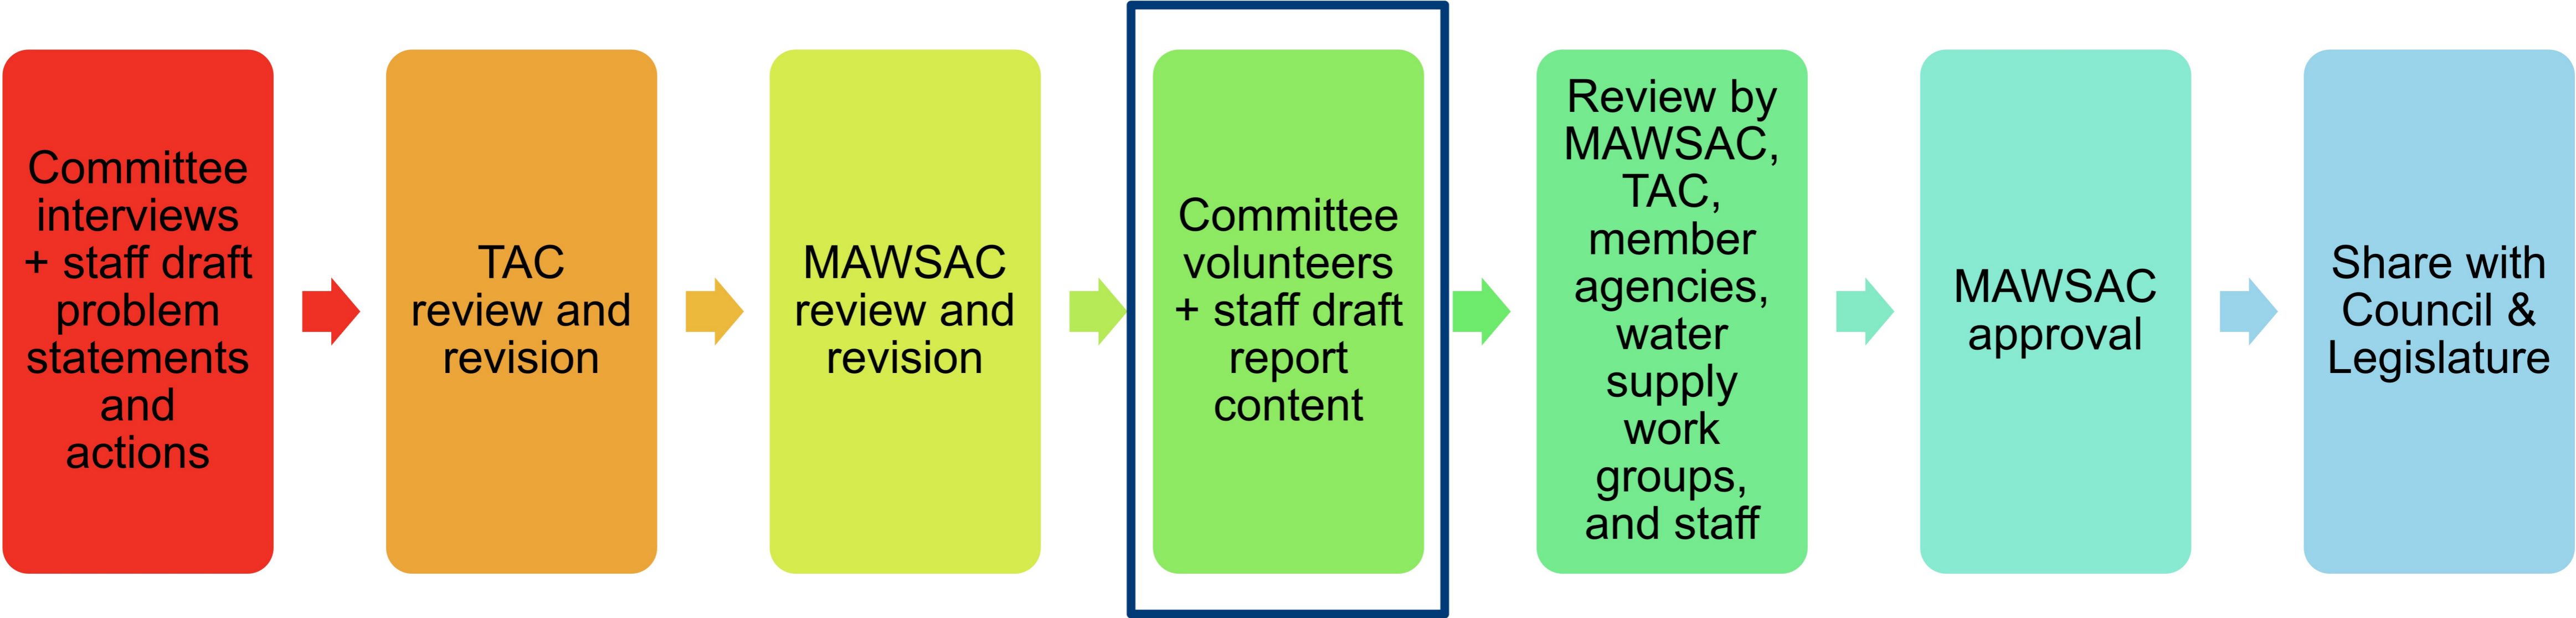 Committee
interviews
+ staff draft
problem
statements
and
actions
TAC
review and
revision
MAWSAC
review and
revision
Committee
volunteers
+ staff draft
report
content
Review by
MAWSAC,
TAC,
member
agencies,
water
supply
work
groups,
and staff
MAWSAC
approval
Share with
Council &
Legislature